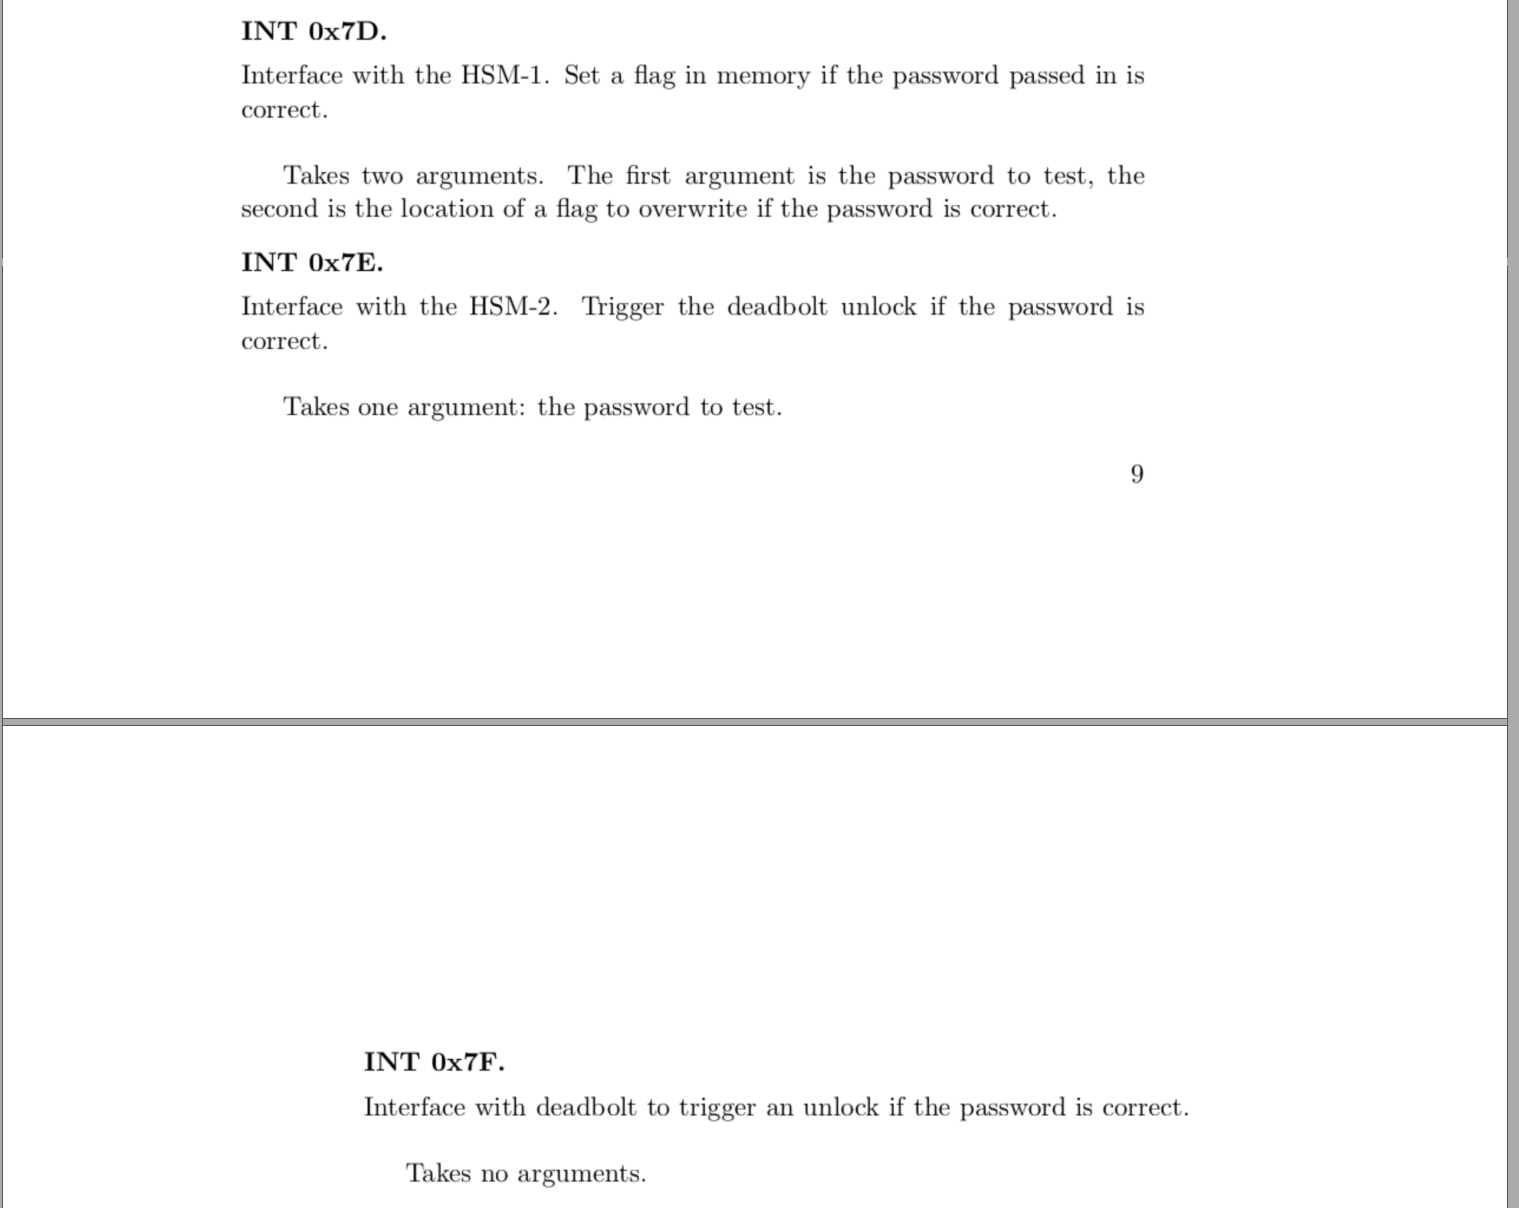 INT 0x7D.
Interface with the HSM-1. Set a flag in memory if the password passed in is
correct.
Takes two arguments. The first argument is the password to test, the
second is the location of a flag to overwrite if the password is correct.
INT 0x7E.
Interface with the HSM-2. Trigger the deadbolt unlock if the password is
correct.
Takes one argument: the password to test.
9
INT 0x7F.
Interface with deadbolt to trigger an unlock if the password is correct.
Takes no arguments.